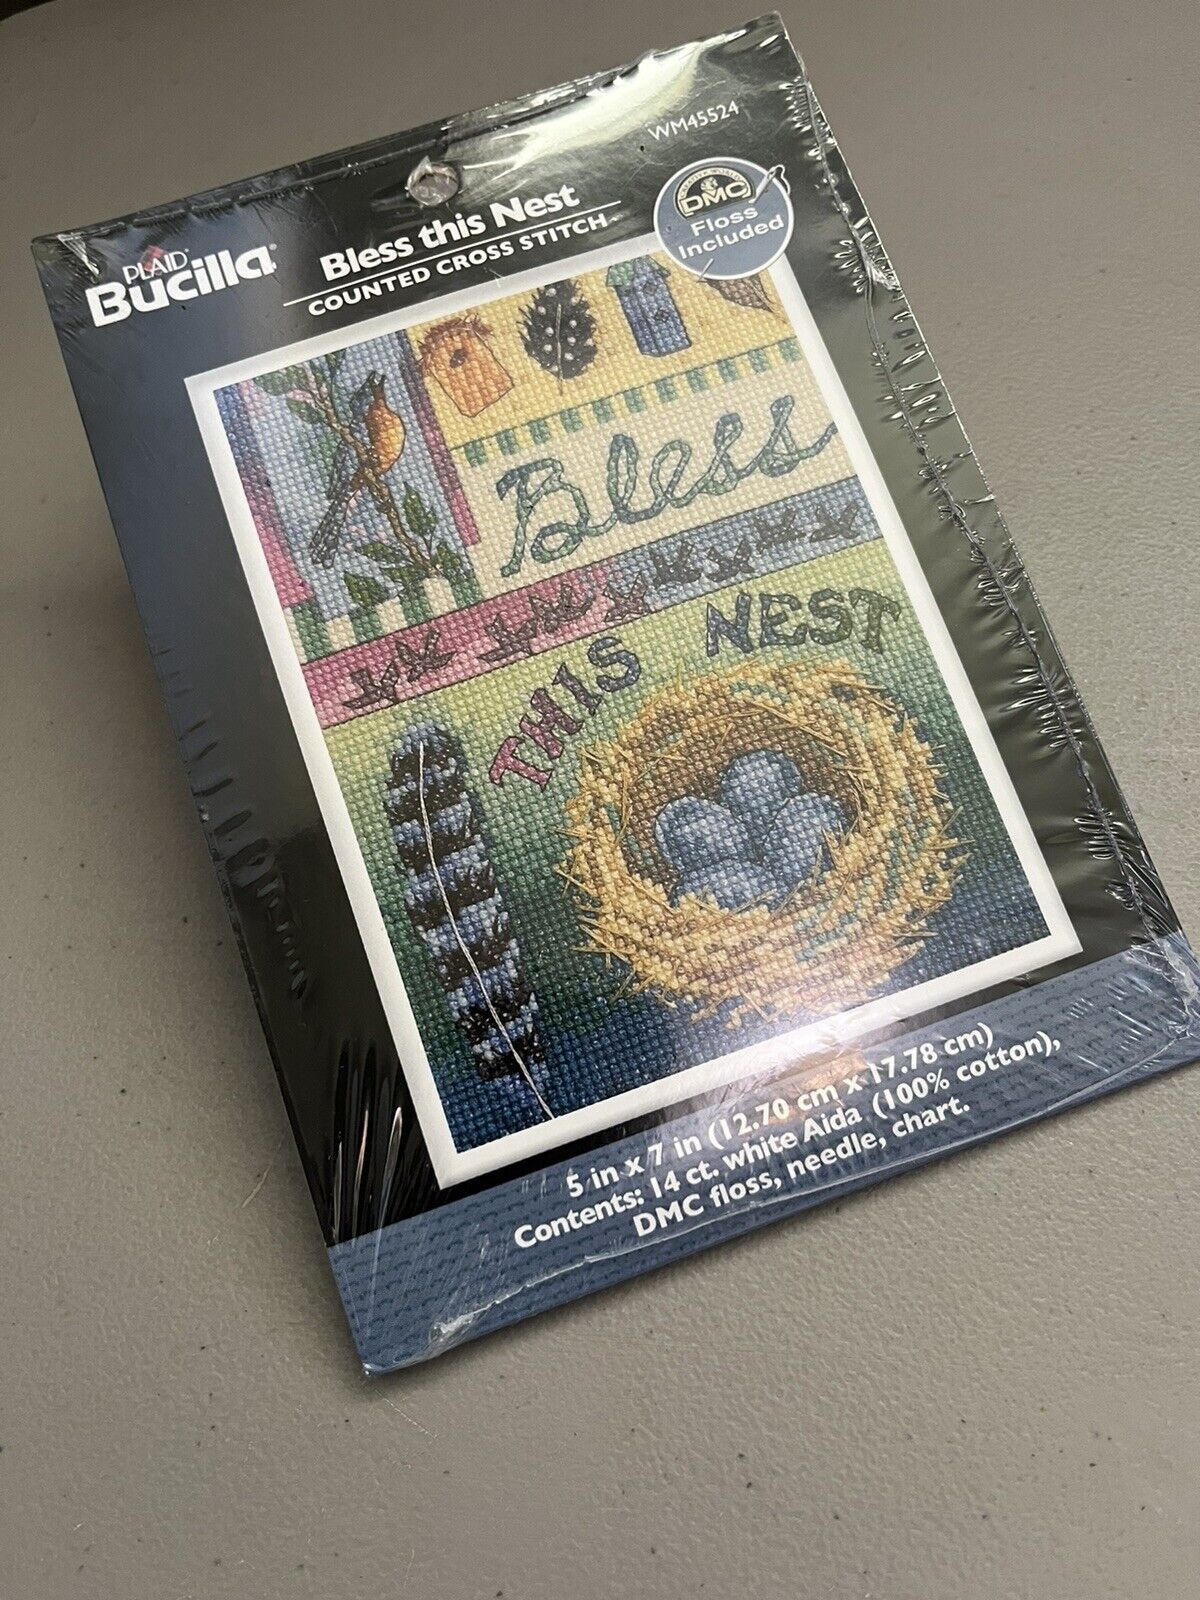 WM45524
PLAID®
Bucilla®
Bless this Nest
COUNTED CROSS STITCH
DMC
Floss
Included
Bless
THIS NEST
5 in x 7 in (12.70 cm x 17.78 cm)
Contents: 14 ct. white Aida (100% cotton),
DMC floss, needle, chart.